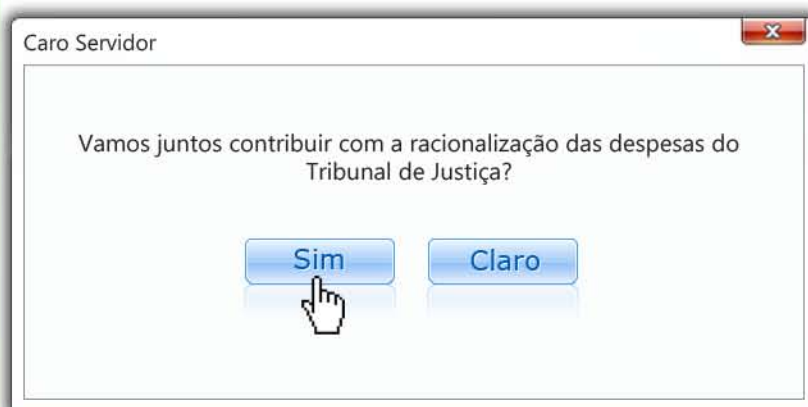 Caro Servidor
Vamos juntos contribuir com a racionalização das despesas do
Tribunal de Justiça?
Sim Claro